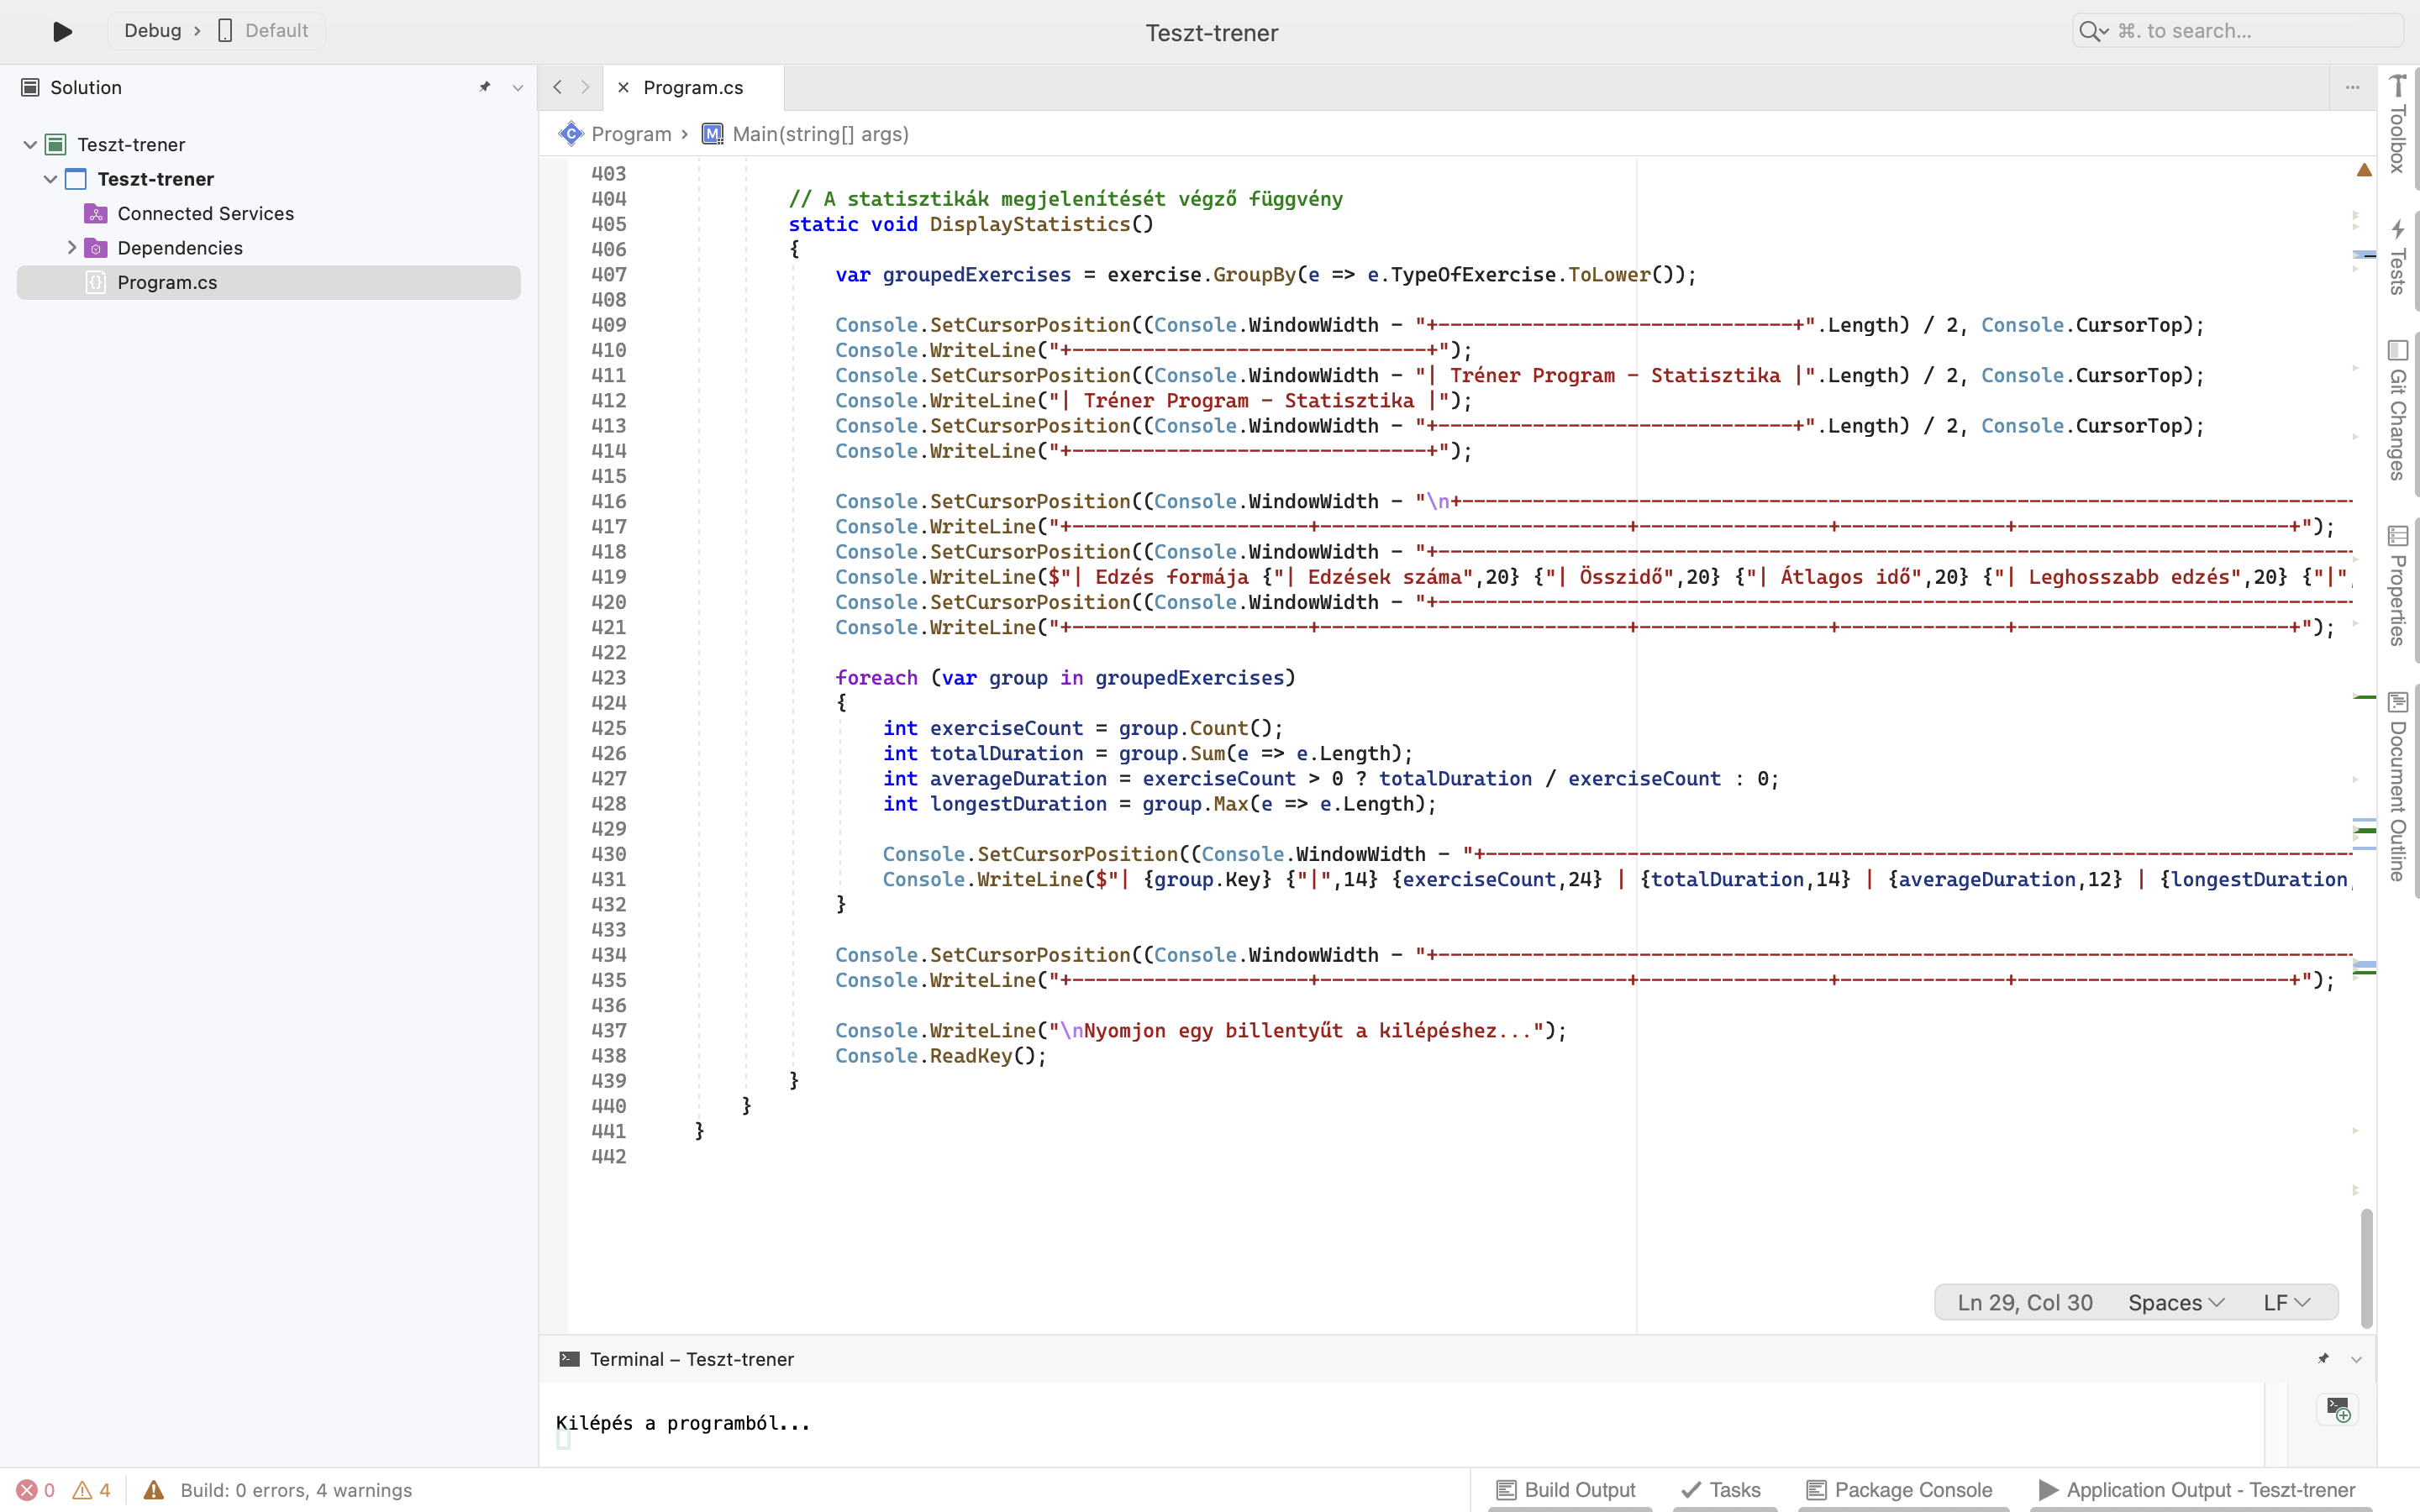 Debug › Default
Teszt-trener
⌘. to search...
Solution
Teszt-trener
Teszt-trener
Connected Services
Dependencies
Program.cs
Program.cs
Program › Main(string[] args)
403
404 // A statisztikák megjelenítését végző függvény
405 static void DisplayStatistics()
406 {
407 var groupedExercises = exercise.GroupBy(e => e.TypeOfExercise.ToLower());
408
409 Console.SetCursorPosition((Console.WindowWidth - "+------------------------------+".Length) / 2, Console.CursorTop);
410 Console.WriteLine("+------------------------------+");
411 Console.SetCursorPosition((Console.WindowWidth - "| Tréner Program - Statisztika |".Length) / 2, Console.CursorTop);
412 Console.WriteLine("| Tréner Program - Statisztika |");
413 Console.SetCursorPosition((Console.WindowWidth - "+------------------------------+".Length) / 2, Console.CursorTop);
414 Console.WriteLine("+------------------------------+");
415
416 Console.SetCursorPosition((Console.WindowWidth - "\n+---------------------------------------------------------------------------
417 Console.WriteLine("+--------------------+--------------------------+----------------+--------------+-----------------------+");
418 Console.SetCursorPosition((Console.WindowWidth - "+-----------------------------------------------------------------------------
419 Console.WriteLine($"| Edzés formája {"| Edzések száma",20} {"| Összidő",20} {"| Átlagos idő",20} {"| Leghosszabb edzés",20} {"|",
420 Console.SetCursorPosition((Console.WindowWidth - "+-----------------------------------------------------------------------------
421 Console.WriteLine("+--------------------+--------------------------+----------------+--------------+-----------------------+");
422
423 foreach (var group in groupedExercises)
424 {
425 int exerciseCount = group.Count();
426 int totalDuration = group.Sum(e => e.Length);
427 int averageDuration = exerciseCount > 0 ? totalDuration / exerciseCount : 0;
428 int longestDuration = group.Max(e => e.Length);
429
430 Console.SetCursorPosition((Console.WindowWidth - "+-------------------------------------------------------------------------
431 Console.WriteLine($"| {group.Key} {"|",14} {exerciseCount,24} | {totalDuration,14} | {averageDuration,12} | {longestDuration,
432 }
433
434 Console.SetCursorPosition((Console.WindowWidth - "+-----------------------------------------------------------------------------
435 Console.WriteLine("+--------------------+--------------------------+----------------+--------------+-----------------------+");
436
437 Console.WriteLine("\nNyomjon egy billentyűt a kilépéshez...");
438 Console.ReadKey();
439 }
440 }
441 }
442
Ln 29, Col 30 Spaces LF
Toolbox
Tests
Git Changes
Properties
Document Outline
Terminal – Teszt-trener
Kilépés a programból...
0 4 Build: 0 errors, 4 warnings
Build Output Tasks Package Console Application Output - Teszt-trener